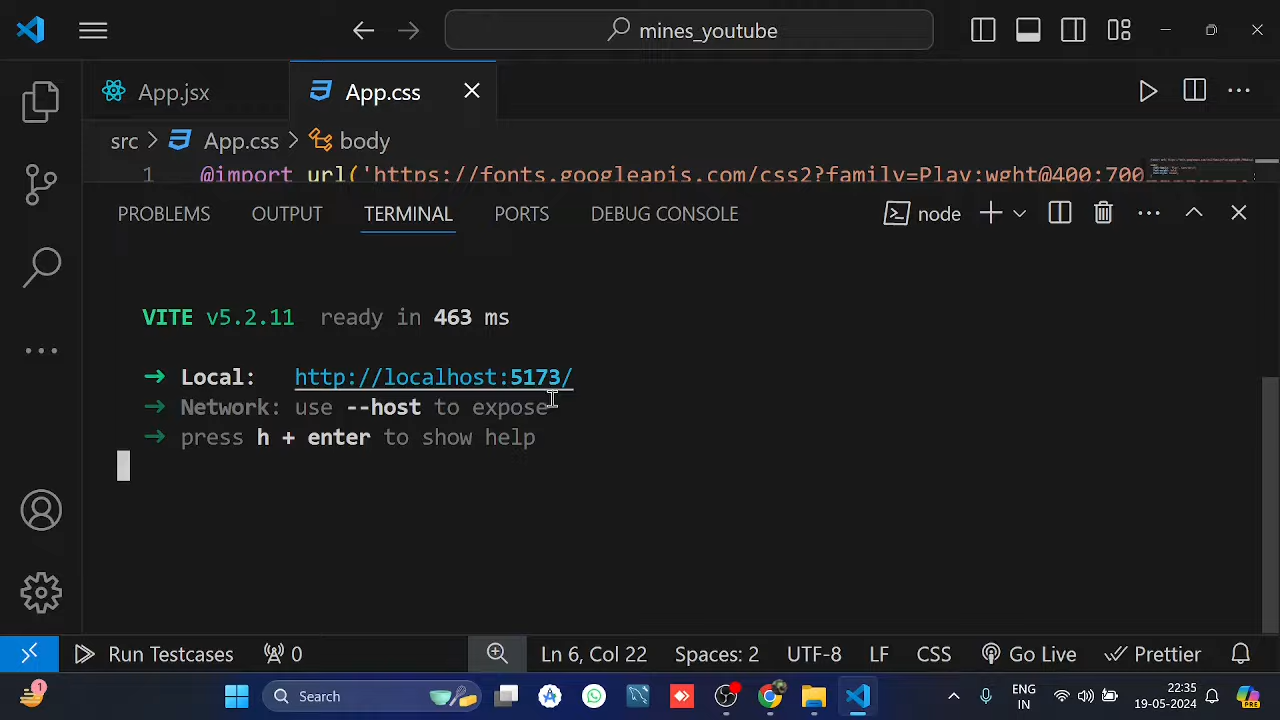 mines_youtube
App.jsx
App.css
src > App.css > body
1 @import url('https://fonts.googleapis.com/css2?family=Play:wght@400;700
PROBLEMS OUTPUT TERMINAL PORTS DEBUG CONSOLE node
VITE v5.2.11 ready in 463 ms
➜ Local: http://localhost:5173/
➜ Network: use --host to expose
➜ press h + enter to show help
Run Testcases 0 Ln 6, Col 22 Spaces: 2 UTF-8 LF CSS Go Live Prettier
1 Search ENG 22:35
IN 19-05-2024
PRE